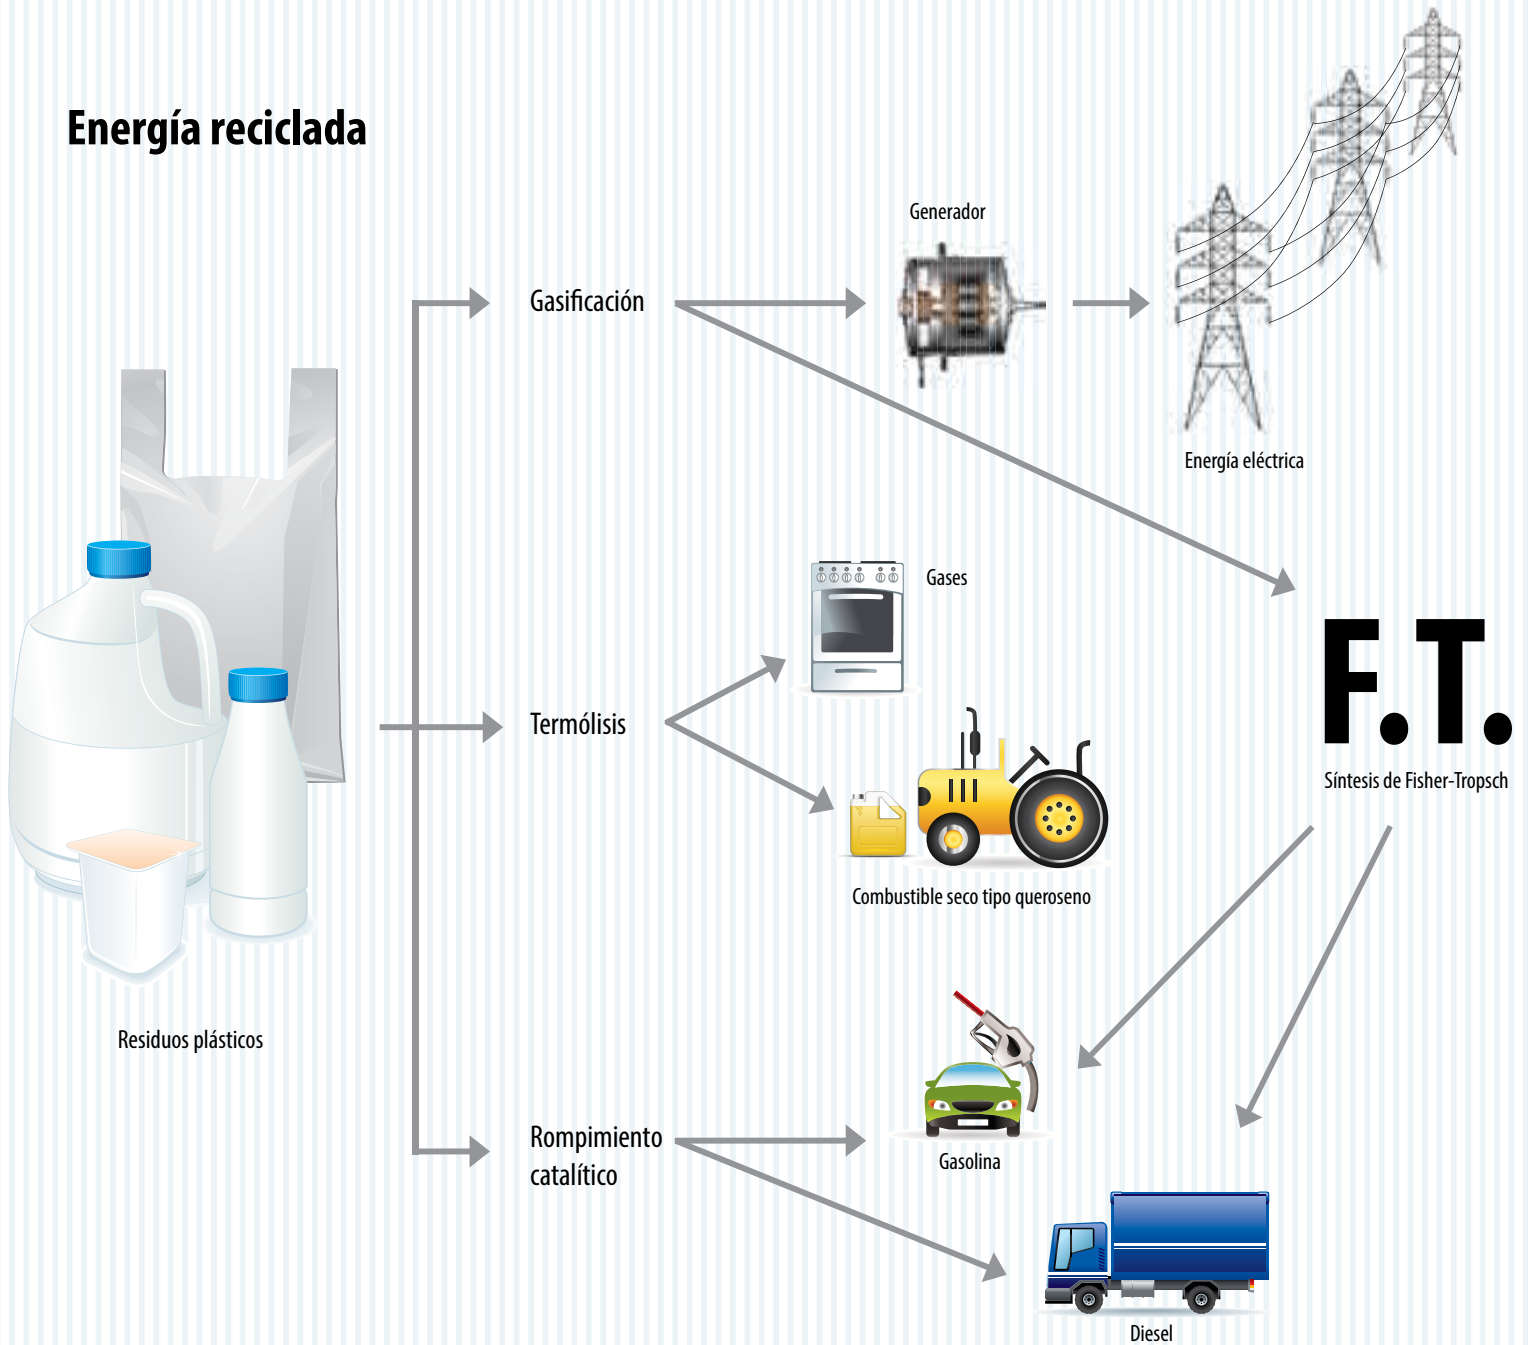 Energía reciclada
Generador
Gasificación
Energía eléctrica
Gases
Termólisis
F.T.
Síntesis de Fisher-Tropsch
Combustible seco tipo queroseno
Residuos plásticos
Rompimiento
catalítico
Gasolina
Diesel